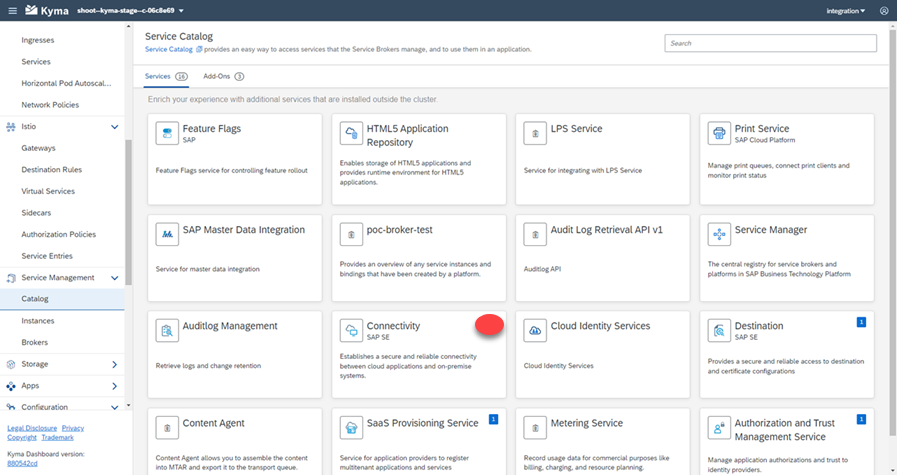 Kyma
shoot--kyma-stage--c-06c8e69
integration
Ingresses
Services
Horizontal Pod Autoscal...
Network Policies
Istio
Gateways
Destination Rules
Virtual Services
Sidecars
Authorization Policies
Service Entries
Service Management
Catalog
Instances
Brokers
Storage
Apps
Configuration
Legal Disclosure Privacy
Copyright Trademark
Kyma Dashboard version:
880542cd
Service Catalog
Service Catalog provides an easy way to access services that the Service Brokers manage, and to use them in an application.
Search
Services 16 Add-Ons 3
Enrich your experience with additional services that are installed outside the cluster.
Feature Flags
SAP
Feature Flags service for controlling feature rollout
HTML5 Application
Repository
Enables storage of HTML5 applications and
provides runtime environment for HTML5
applications.
LPS Service
Service for integrating with LPS Service
Print Service
SAP Cloud Platform
Manage print queues, connect print clients and
monitor print status
SAP Master Data Integration
Service for master data integration
poc-broker-test
Provides an overview of any service instances and
bindings that have been created by a platform.
Audit Log Retrieval API v1
Auditlog API
Service Manager
The central registry for service brokers and
platforms in SAP Business Technology Platform
Auditlog Management
Retrieve logs and change retention
Connectivity
SAP SE
Establishes a secure and reliable connectivity
between cloud applications and on-premise
systems.
Cloud Identity Services
Cloud Identity Services
Destination
SAP SE
1
Provides a secure and reliable access to destination
and certificate configurations
Content Agent
Content Agent allows you to assemble the content
into MTAR and export it to the transport queue.
SaaS Provisioning Service
1
Service for application providers to register
multitenant applications and services
Metering Service
Record usage data for commercial purposes like
billing, charging, and resource planning.
Authorization and Trust
Management Service
1
Manage application authorizations and trust to
identity providers.